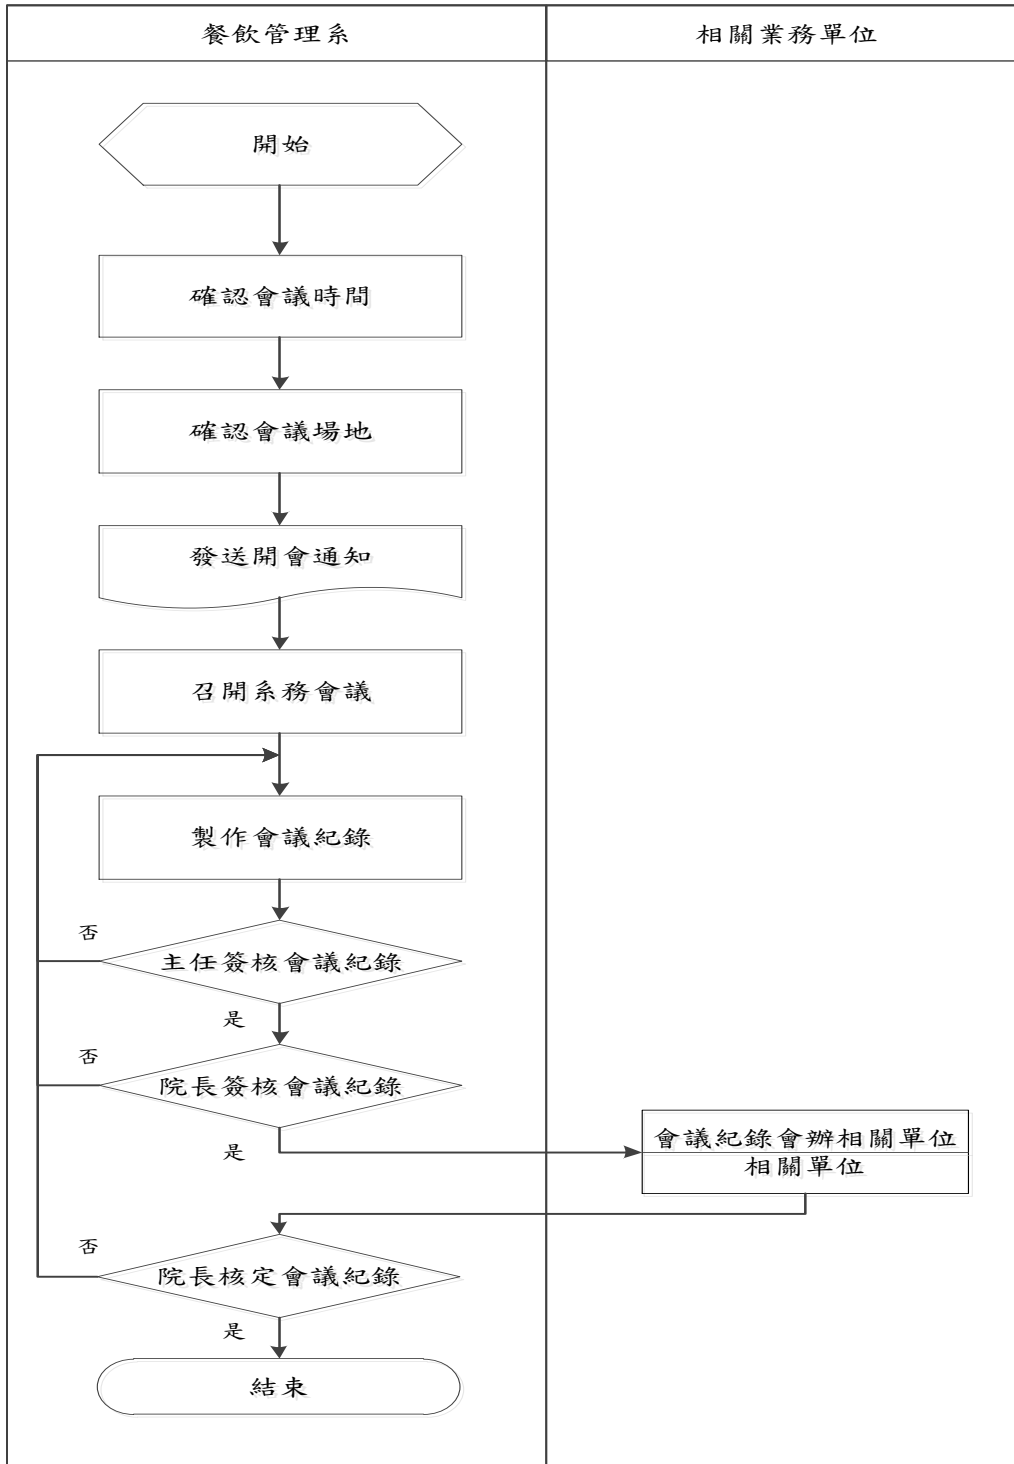 餐飲管理系
相關業務單位
開始
確認會議時間
確認會議場地
發送開會通知
召開系務會議
製作會議紀錄
否
主任簽核會議紀錄
是
否
院長簽核會議紀錄
是
會議紀錄會辦相關單位
相關單位
否
院長核定會議紀錄
是
結束